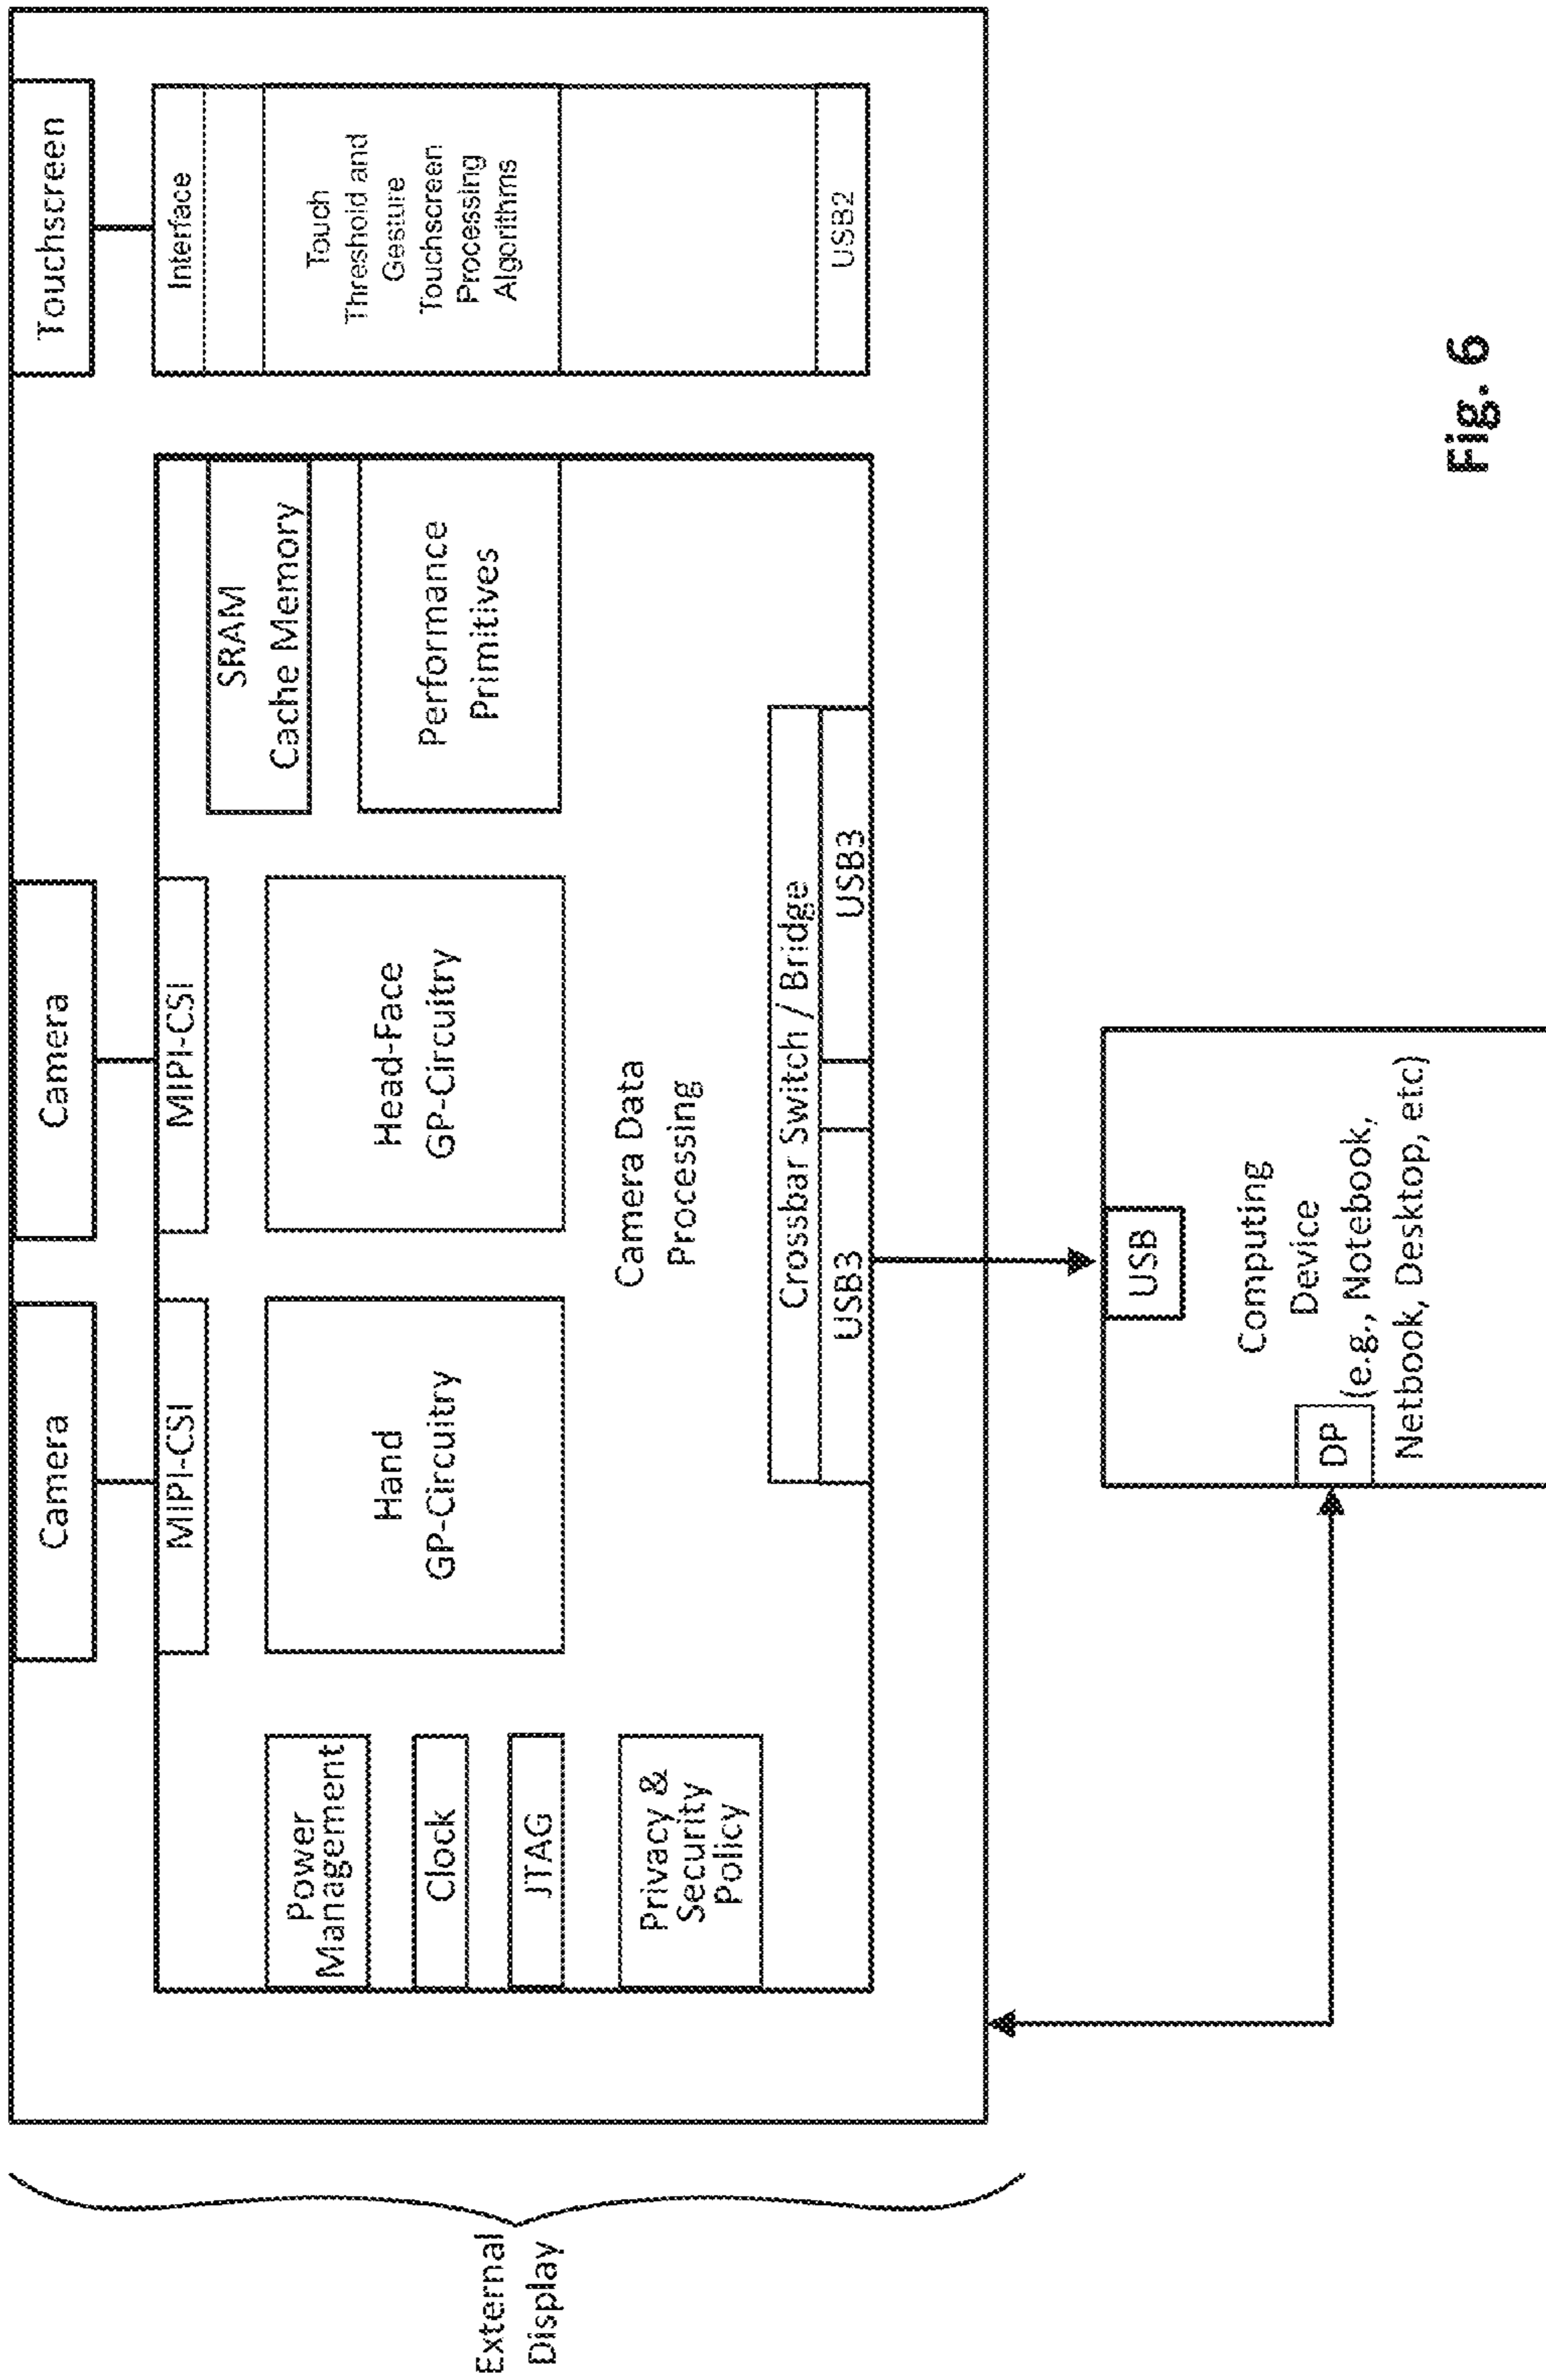 External
Display
Camera
Camera
Touchscreen
MIPI-CSI
MIPI-CSI
Interface
Power
Management
Clock
JTAG
Privacy &
Security
Policy
Hand
GP-Circuitry
Head-Face
GP-Circuitry
SRAM
Cache Memory
Performance
Primitives
Camera Data
Processing
Crossbar Switch / Bridge
USB3
USB3
Touch
Threshold and
Gesture
Touchscreen
Processing
Algorithms
USB2
USB
DP
Computing
Device
(e.g., Notebook,
Netbook, Desktop, etc)
Fig. 6